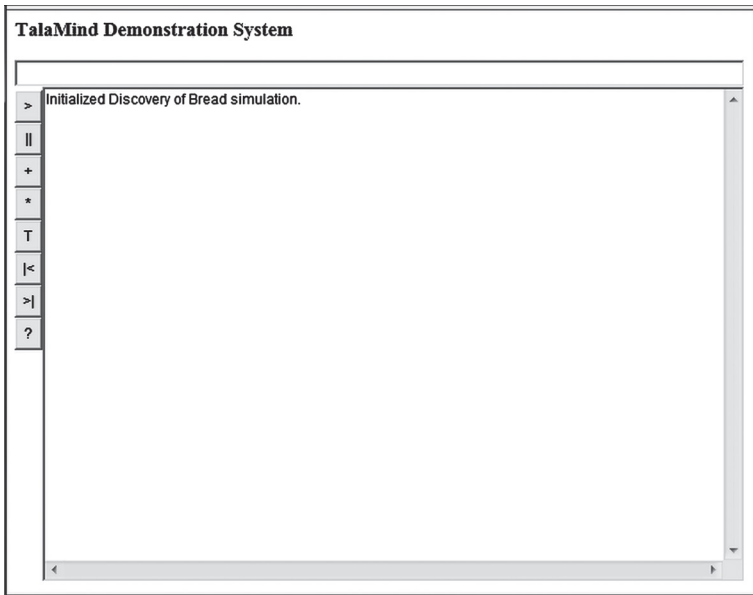 TalaMind Demonstration System
Initialized Discovery of Bread simulation.
>
||
+
*
T
|<
>|
?